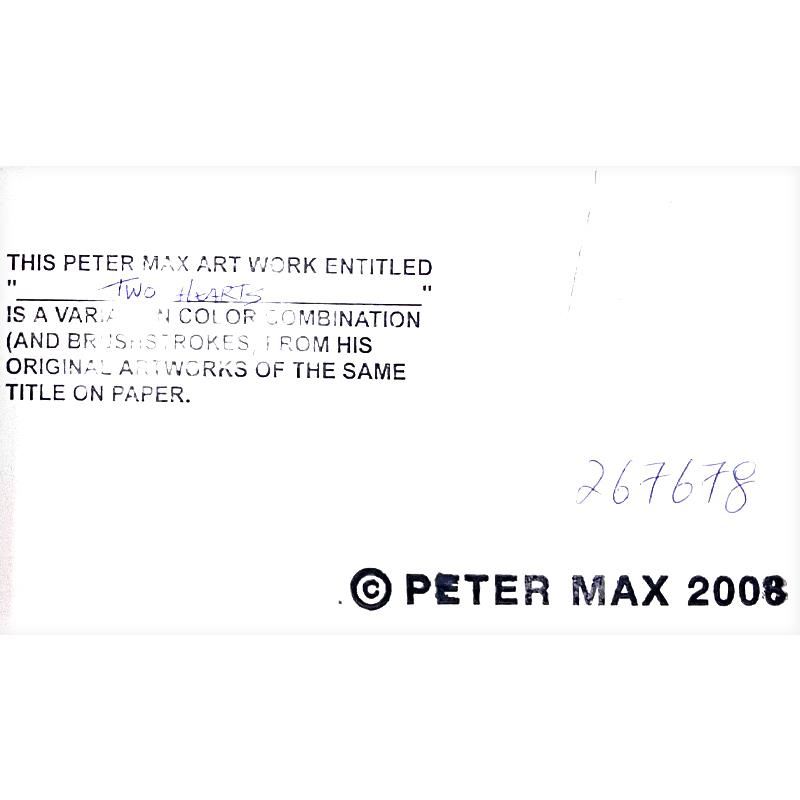 THIS PETER MAX ART WORK ENTITLED
" TWO HEARTS "
IS A IN COLOR COMBINATION
(AND BRUSHSTROKES) FROM HIS
ORIGINAL ARTWORKS OF THE SAME
TITLE ON PAPER.
267678
© PETER MAX 2008